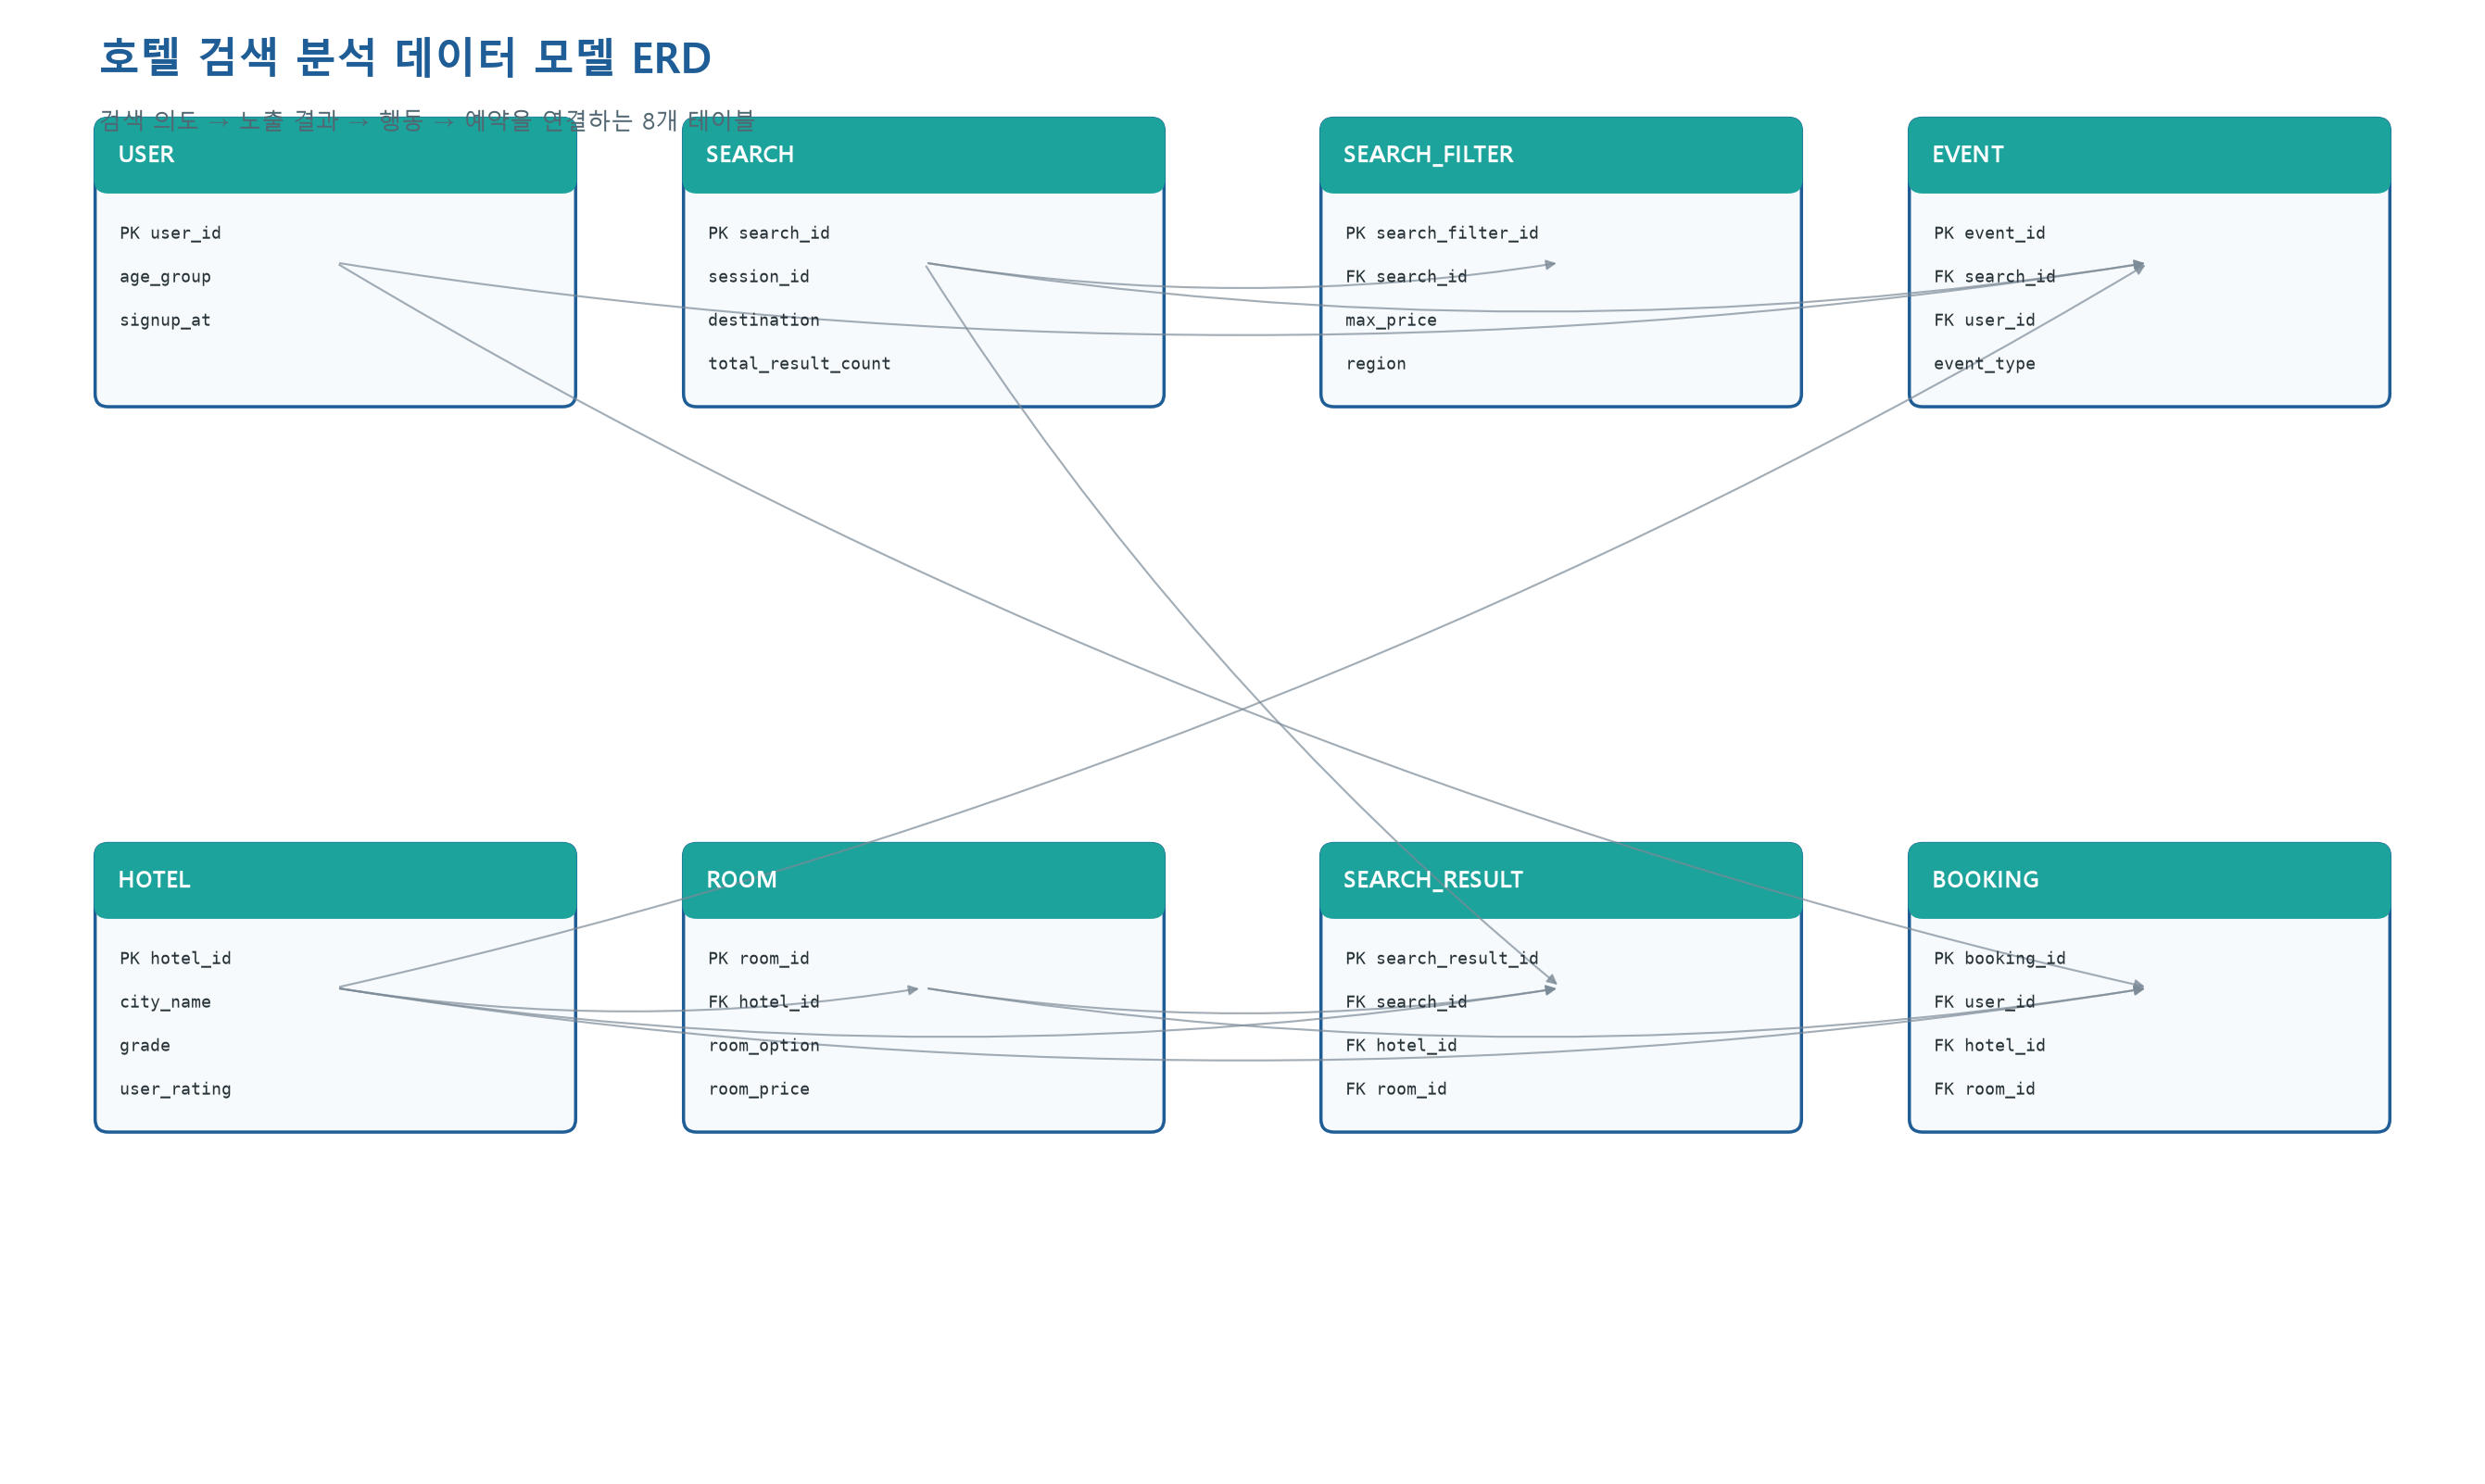 호텔 검색 분석 데이터 모델 ERD
검색 의도 → 노출 결과 → 행동 → 예약을 연결하는 8개 테이블
USER
PK user_id
age_group
signup_at
SEARCH
PK search_id
session_id
destination
total_result_count
SEARCH_FILTER
PK search_filter_id
FK search_id
max_price
region
EVENT
PK event_id
FK search_id
FK user_id
event_type
HOTEL
PK hotel_id
city_name
grade
user_rating
ROOM
PK room_id
FK hotel_id
room_option
room_price
SEARCH_RESULT
PK search_result_id
FK search_id
FK hotel_id
FK room_id
BOOKING
PK booking_id
FK user_id
FK hotel_id
FK room_id